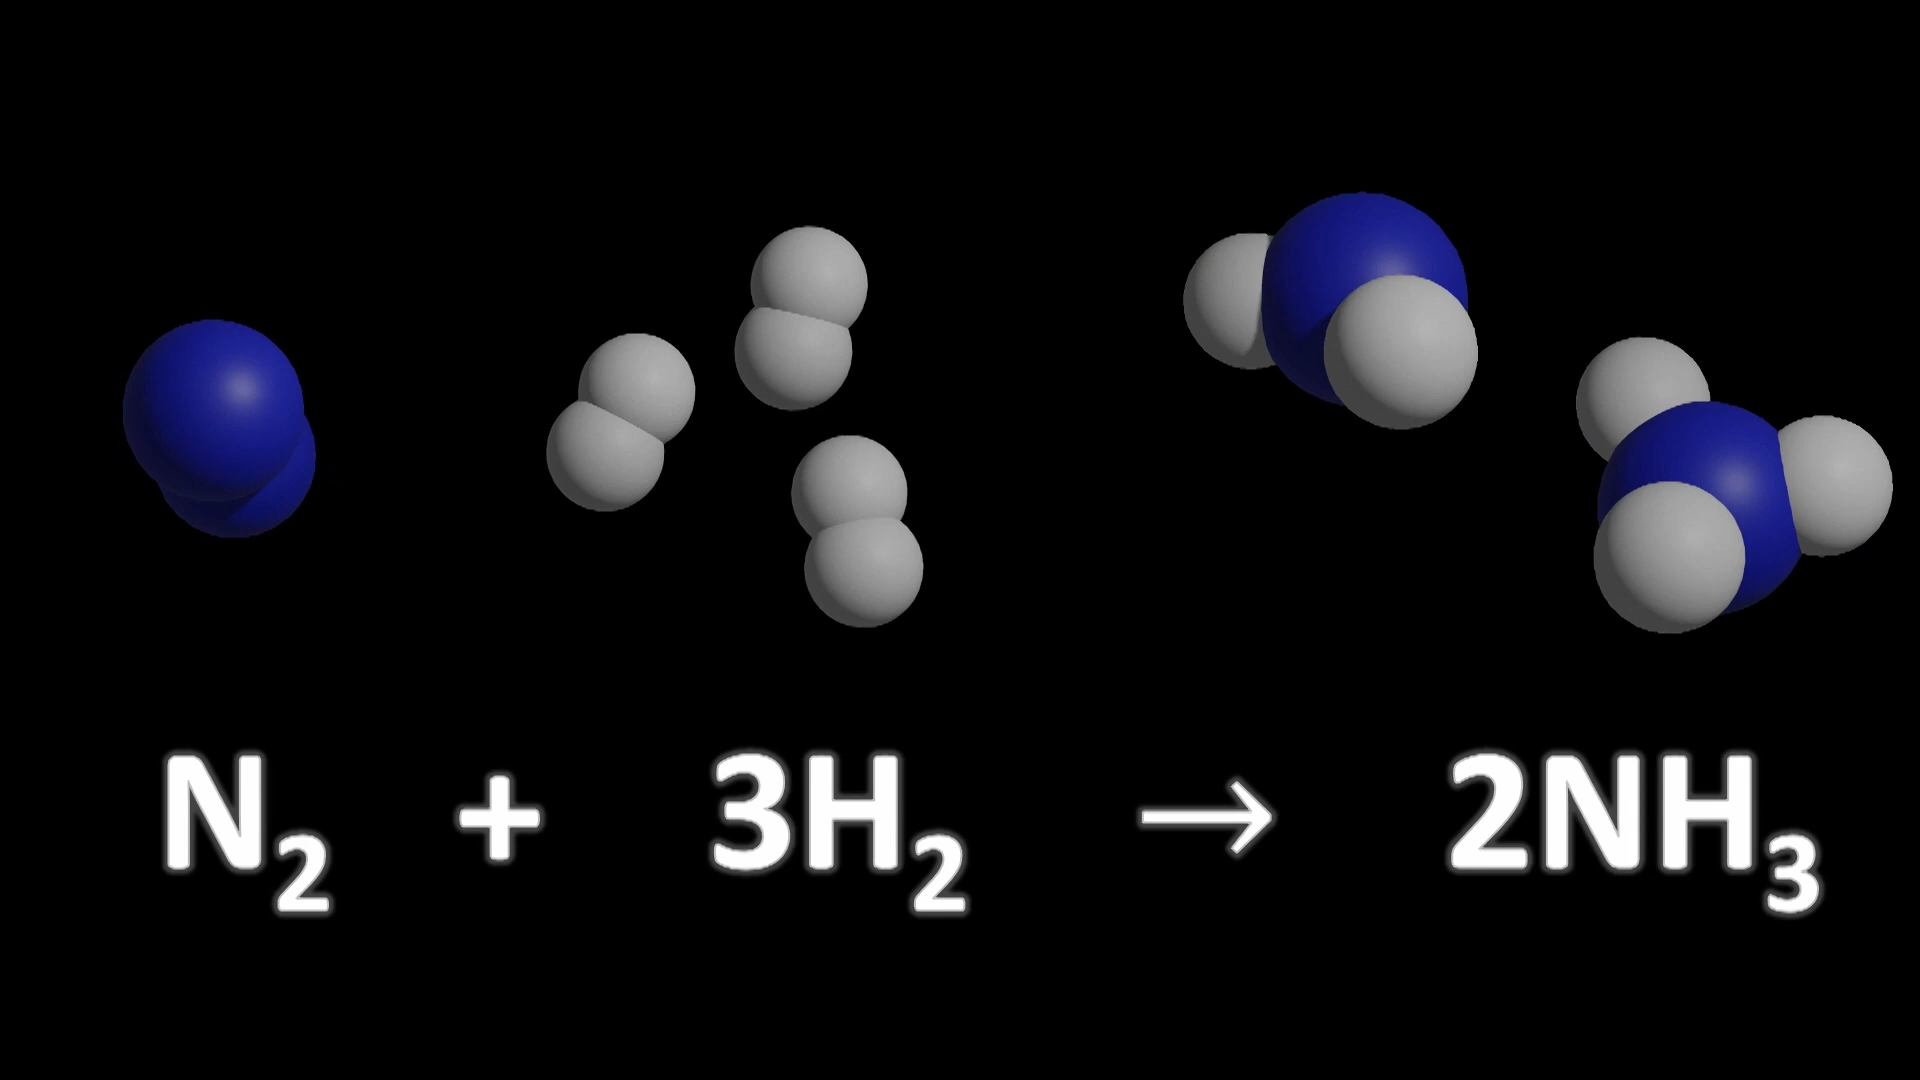 N₂ + 3H₂ → 2NH₃